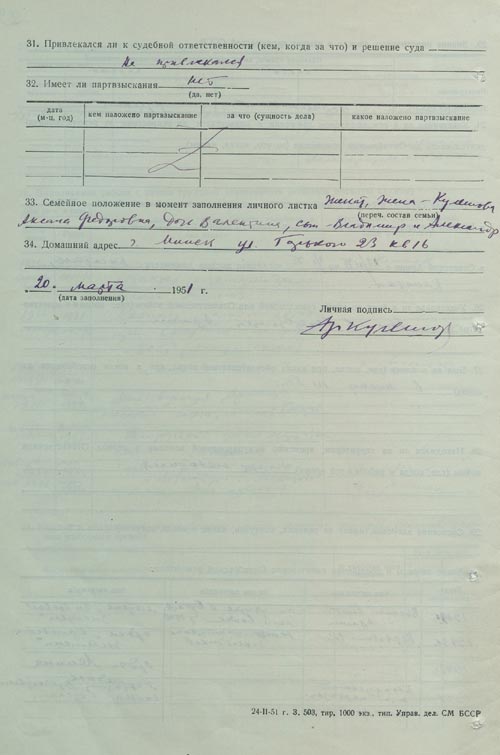 31. Привлекался ли к судебной ответственности (кем, когда за что) и решение суда
Не привлекался
32. Имеет ли партвзыскания нет
(да, нет)
дата (м-ц, год) кем наложено партвзыскание за что (сущность дела) какое наложено партвзыскание
33. Семейное положение в момент заполнения личного листка женат, жена - Кулешова
(переч. состав семьи)
Аксана Федоровна, дочь Валентина, сын - Владимир и Александр
34. Домашний адрес г Минск ул. Горького 23 кв 16
20 марта 1951 г.
(дата заполнения)
Личная подпись
Ар Кулешов
24-II-51 г. З. 503, тир. 1000 экз., тип. Управ. дел. СМ БССР